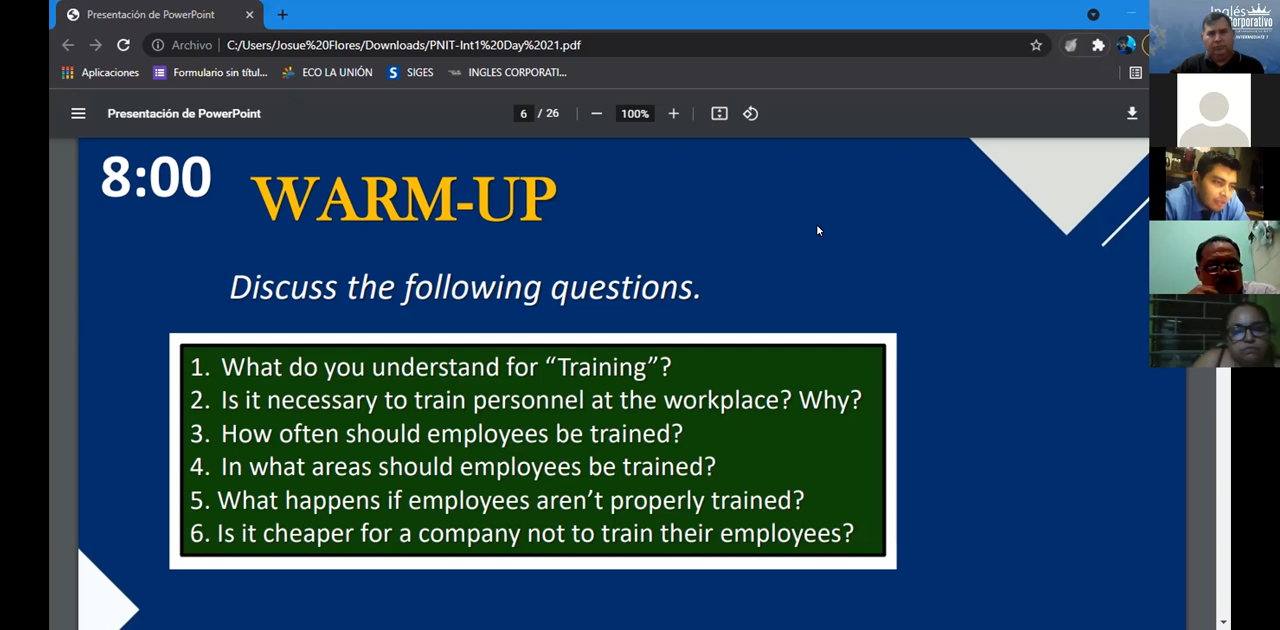 Presentación de PowerPoint
Archivo
C:/Users/Josue%20Flores/Downloads/PNIT-Int1%20Day%2021.pdf
Aplicaciones
Formulario sin títul...
ECO LA UNIÓN
SIGES
INGLES CORPORATI...
Presentación de PowerPoint
6 / 26
100%
8:00
WARM-UP
Discuss the following questions.
1. What do you understand for “Training”?
2. Is it necessary to train personnel at the workplace? Why?
3. How often should employees be trained?
4. In what areas should employees be trained?
5. What happens if employees aren’t properly trained?
6. Is it cheaper for a company not to train their employees?
Inglés
Corporativo
INTERMEDIATE 1